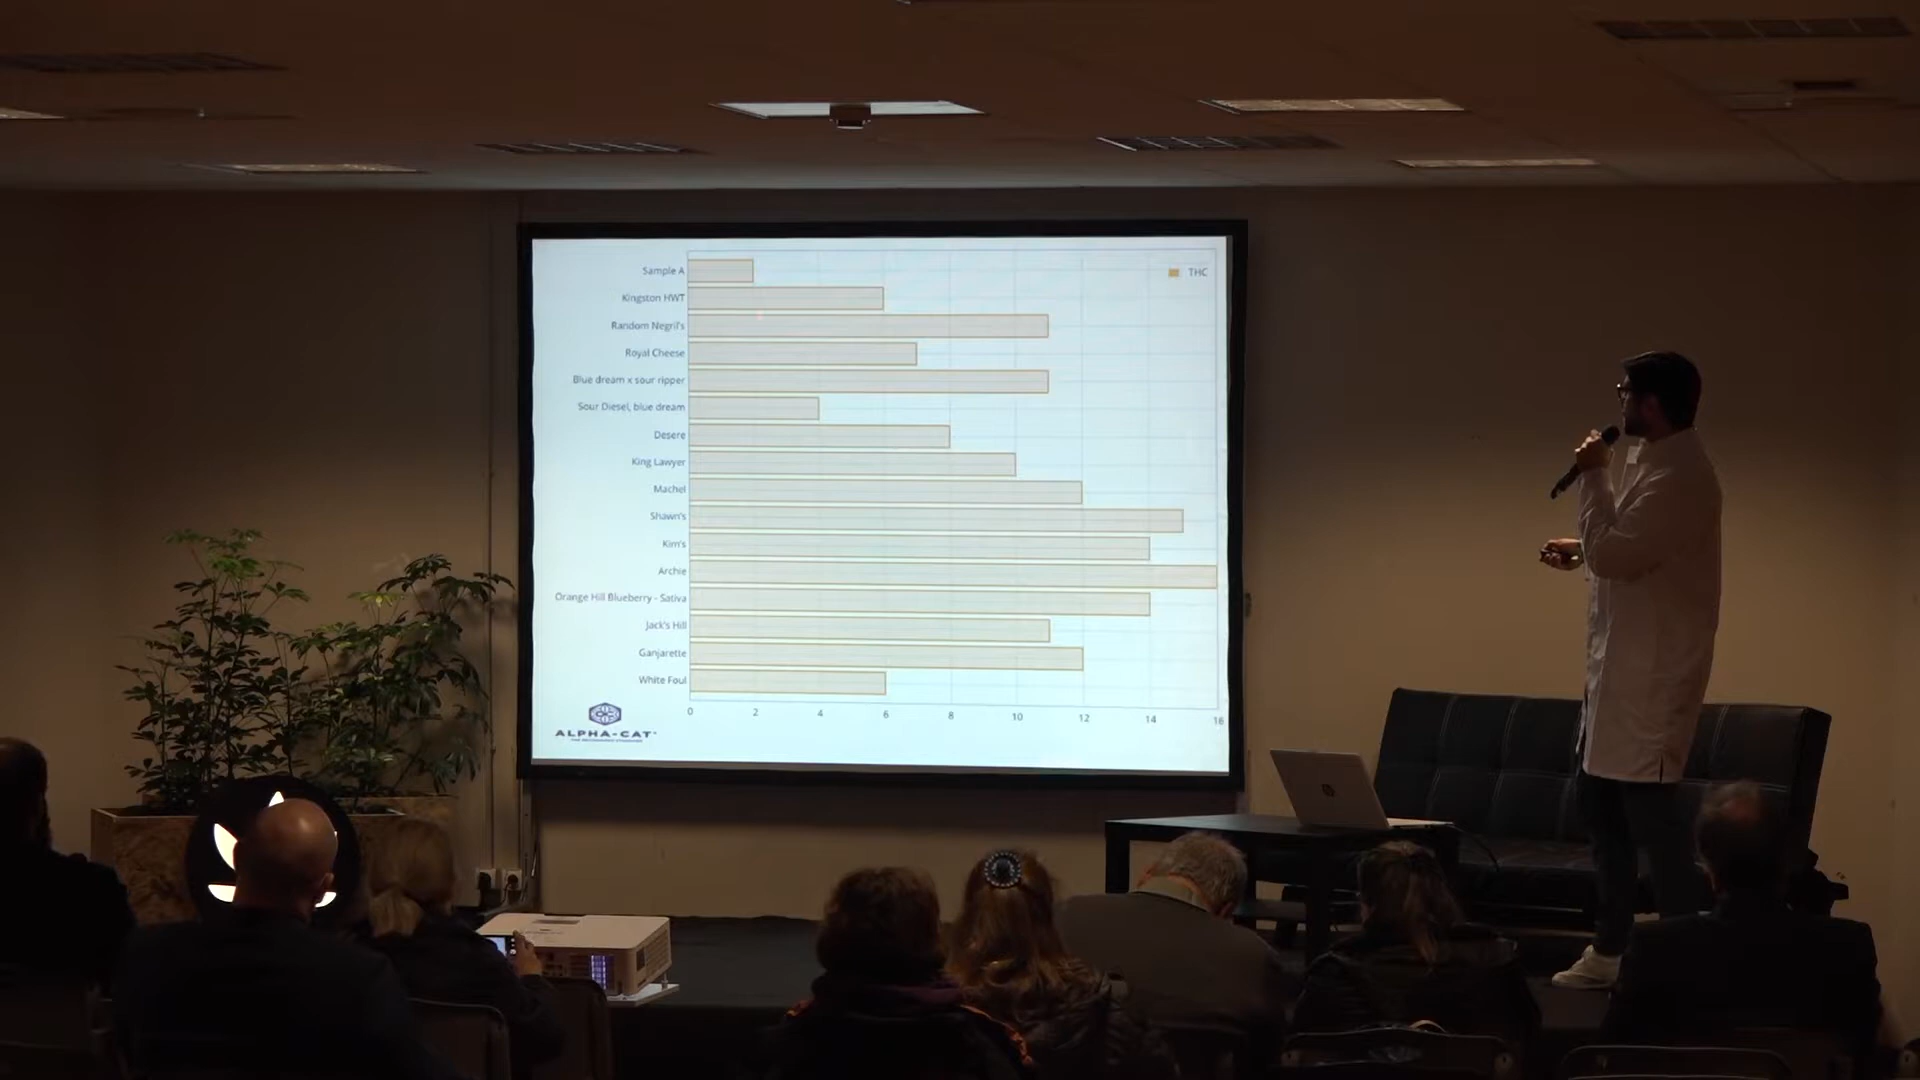 THC
Sample A
Kingston HWT
Random Negril's
Royal Cheese
Blue dream x sour ripper
Sour Diesel, blue dream
Desere
King Lawyer
Machel
Shawn's
Kim's
Archie
Orange Hill Blueberry - Sativa
Jack's Hill
Ganjarette
White Foul
0 2 4 6 8 10 12 14 16
ALPHA-CAT